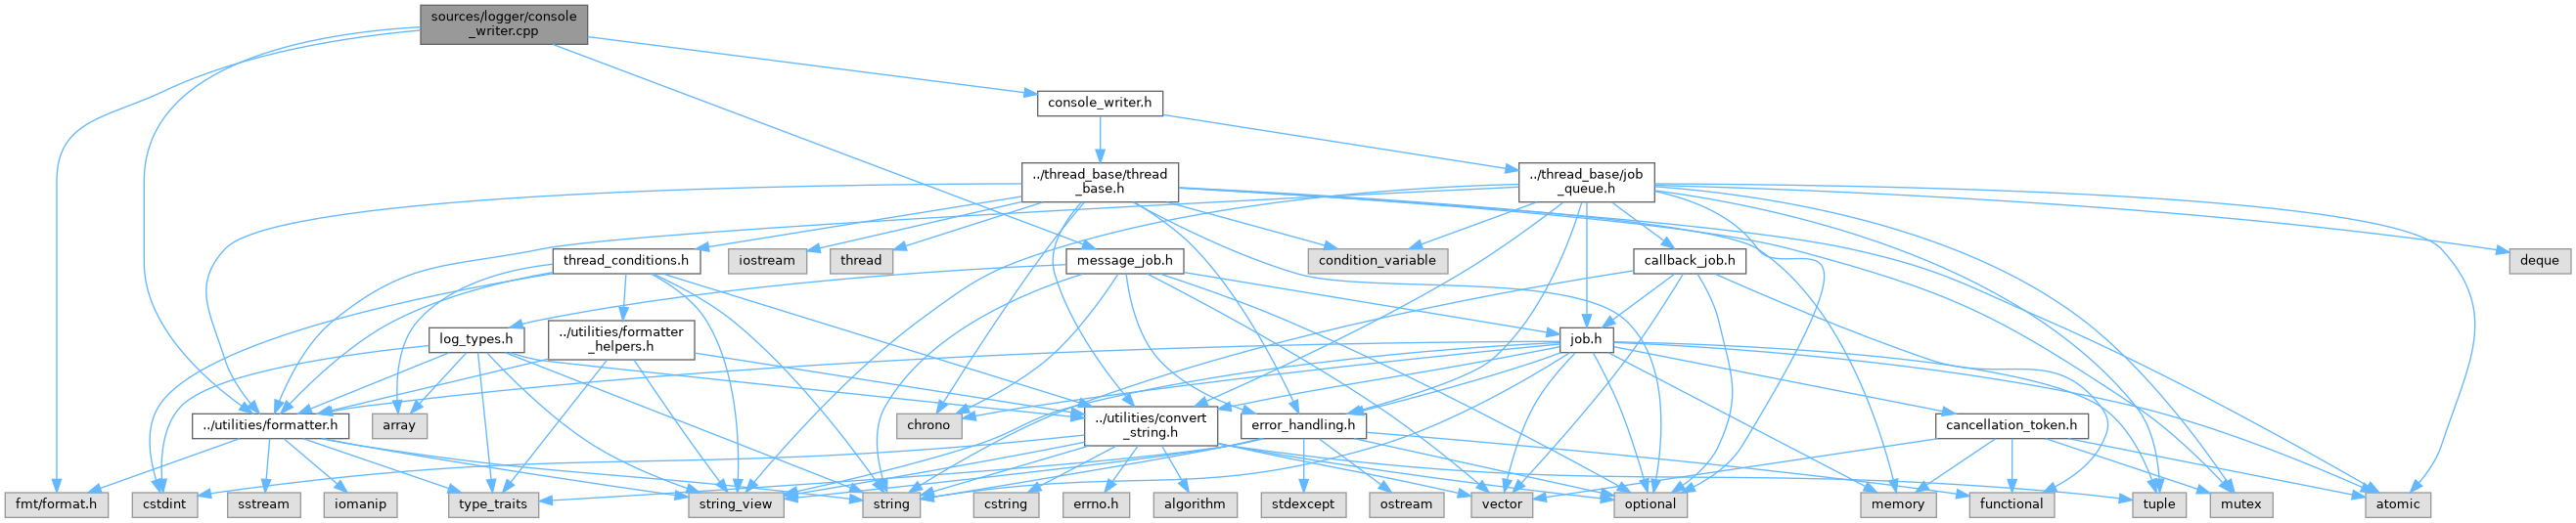 sources/logger/console
_writer.cpp
console_writer.h
../thread_base/thread
_base.h
../thread_base/job
_queue.h
thread_conditions.h
iostream
thread
message_job.h
condition_variable
callback_job.h
deque
log_types.h
../utilities/formatter
_helpers.h
job.h
../utilities/formatter.h
array
chrono
../utilities/convert
_string.h
error_handling.h
cancellation_token.h
fmt/format.h
cstdint
sstream
iomanip
type_traits
string_view
string
cstring
errno.h
algorithm
stdexcept
ostream
vector
optional
memory
functional
tuple
mutex
atomic